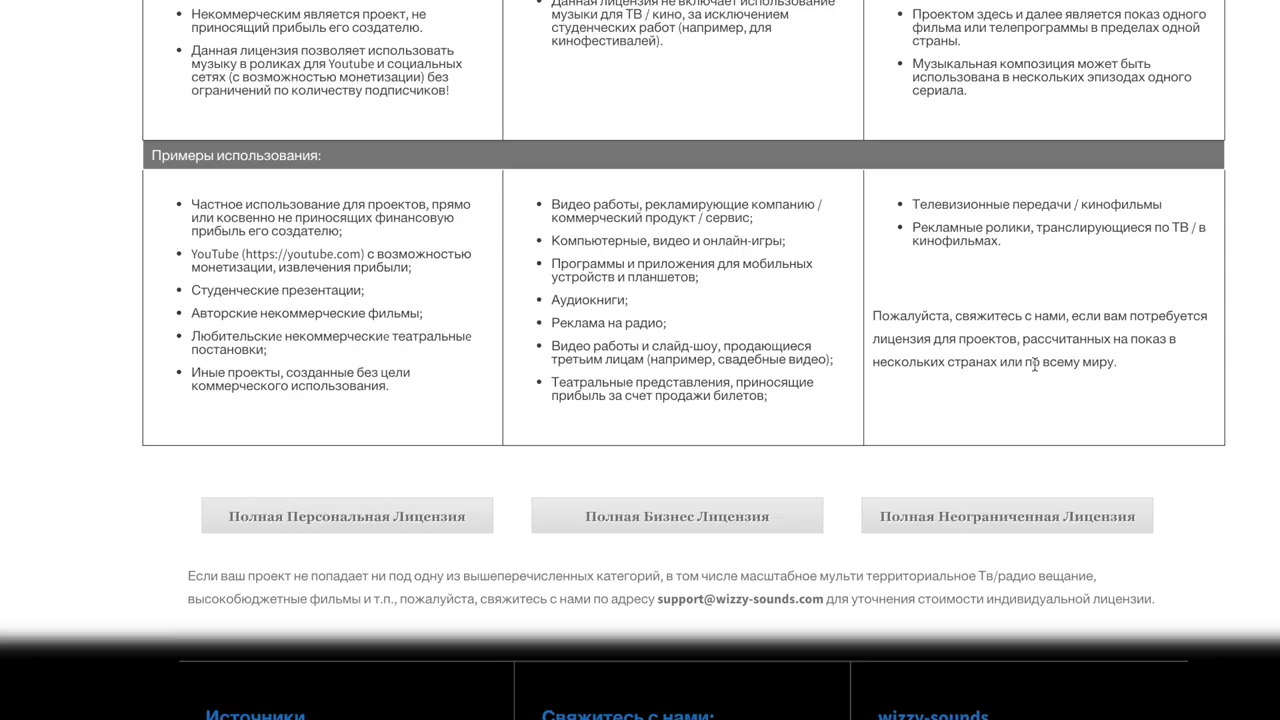 Некоммерческим является проект, не
приносящий прибыль его создателю.
Данная лицензия позволяет использовать
музыку в роликах для Youtube и социальных
сетях (с возможностью монетизации) без
ограничений по количеству подписчиков!
Данная лицензия не включает использование
музыки для ТВ / кино, за исключением
студенческих работ (например, для
кинофестивалей).
Проектом здесь и далее является показ одного
фильма или телепрограммы в пределах одной
страны.
Музыкальная композиция может быть
использована в нескольких эпизодах одного
сериала.
Примеры использования:
Частное использование для проектов, прямо
или косвенно не приносящих финансовую
прибыль его создателю;
YouTube (https://youtube.com) с возможностью
монетизации, извлечения прибыли;
Студенческие презентации;
Авторские некоммерческие фильмы;
Любительские некоммерческие театральные
постановки;
Иные проекты, созданные без цели
коммерческого использования.
Видео работы, рекламирующие компанию /
коммерческий продукт / сервис;
Компьютерные, видео и онлайн-игры;
Программы и приложения для мобильных
устройств и планшетов;
Аудиокниги;
Реклама на радио;
Видео работы и слайд-шоу, продающиеся
третьим лицам (например, свадебные видео);
Театральные представления, приносящие
прибыль за счет продажи билетов;
Телевизионные передачи / кинофильмы
Рекламные ролики, транслирующиеся по ТВ / в
кинофильмах.
Пожалуйста, свяжитесь с нами, если вам потребуется
лицензия для проектов, рассчитанных на показ в
нескольких странах или по всему миру.
Полная Персональная Лицензия
Полная Бизнес Лицензия
Полная Неограниченная Лицензия
Если ваш проект не попадает ни под одну из вышеперечисленных категорий, в том числе масштабное мульти территориальное Тв/радио вещание,
высокобюджетные фильмы и т.п., пожалуйста, свяжитесь с нами по адресу support@wizzy-sounds.com для уточнения стоимости индивидуальной лицензии.
Источники
Свяжитесь с нами:
wizzy-sounds